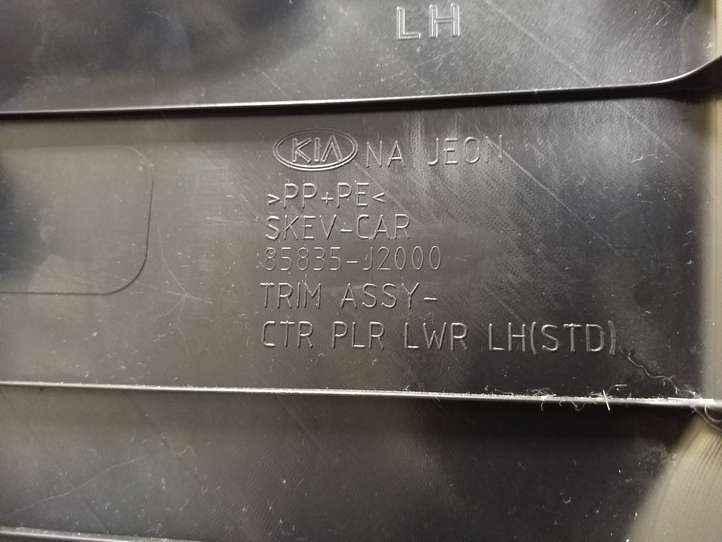 LH
KIA NA JEON
>PP+PE<
SKEV-CAR
85835-J2000
TRIM ASSY-
CTR PLR LWR LH(STD)